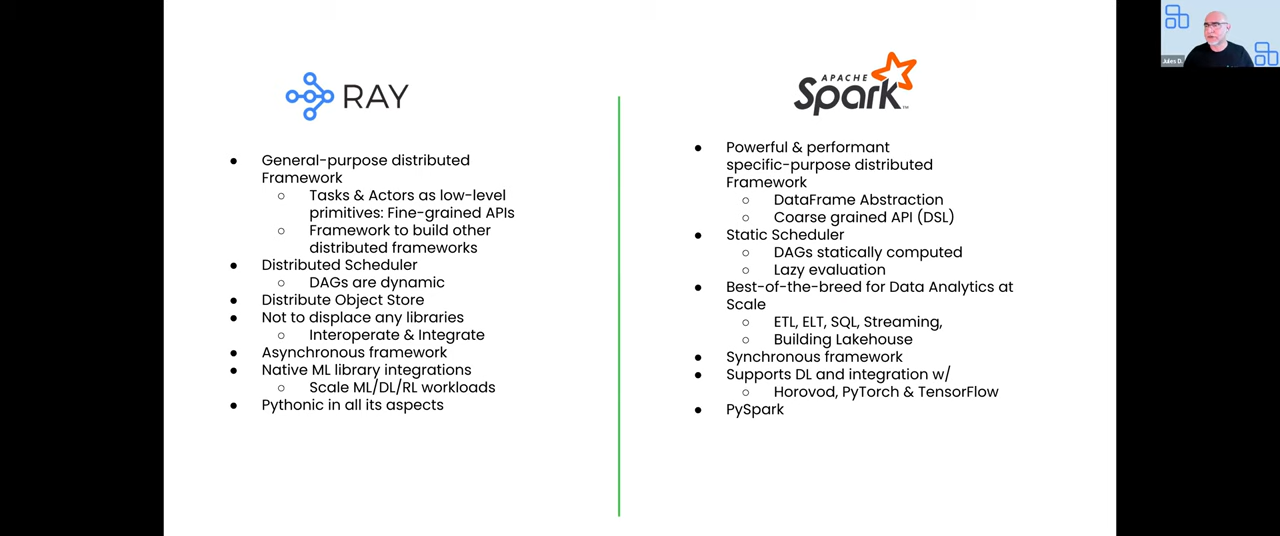 RAY
● General-purpose distributed
Framework
○ Tasks & Actors as low-level
primitives: Fine-grained APIs
○ Framework to build other
distributed frameworks
● Distributed Scheduler
○ DAGs are dynamic
● Distribute Object Store
● Not to displace any libraries
○ Interoperate & Integrate
● Asynchronous framework
● Native ML library integrations
○ Scale ML/DL/RL workloads
● Pythonic in all its aspects
APACHE
Spark™
● Powerful & performant
specific-purpose distributed
Framework
○ DataFrame Abstraction
○ Coarse grained API (DSL)
● Static Scheduler
○ DAGs statically computed
○ Lazy evaluation
● Best-of-the-breed for Data Analytics at
Scale
○ ETL, ELT, SQL, Streaming,
○ Building Lakehouse
● Synchronous framework
● Supports DL and integration w/
○ Horovod, PyTorch & TensorFlow
● PySpark
Jules D.